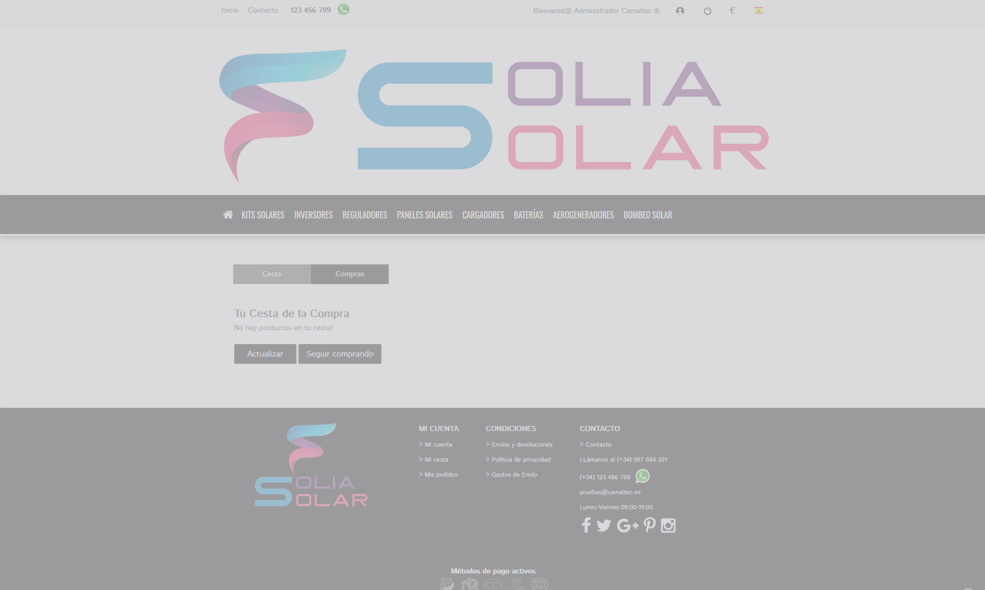 Inicio Contacto 123 456 789 Bienvenid@ Administrador Camaltec (b €
SOLIA
SOLAR
KITS SOLARES INVERSORES REGULADORES PANELES SOLARES CARGADORES BATERÍAS AEROGENERADORES BOMBEO SOLAR
Cesta Compras
Tu Cesta de la Compra
No hay productos en tu cesta!
Actualizar Seguir comprando
SOLIA
SOLAR
MI CUENTA
> Mi cuenta
> Mi cesta
> Mis pedidos
CONDICIONES
> Envíos y devoluciones
> Política de privacidad
> Gastos de Envío
CONTACTO
> Contacto
LLámanos al (+34) 987 654 321
(+34) 123 456 789
pruebas@camaltec.es
Lunes-Viernes 09:00-19:00
Métodos de pago activos